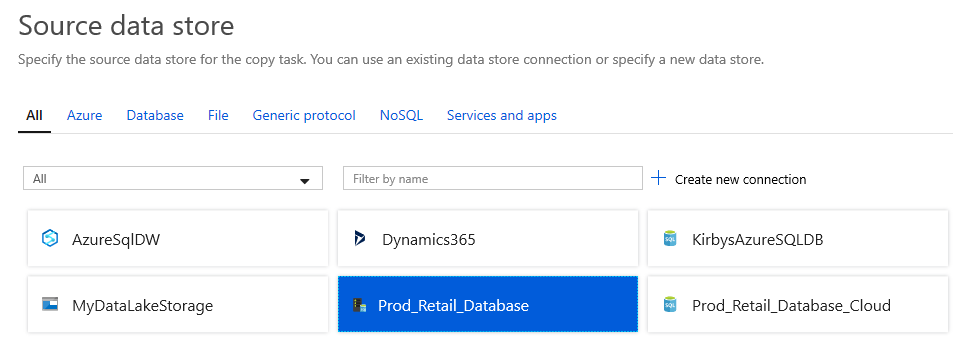 Source data store
Specify the source data store for the copy task. You can use an existing data store connection or specify a new data store.
All Azure Database File Generic protocol NoSQL Services and apps
All Filter by name Create new connection
AzureSqlDW Dynamics365 KirbysAzureSQLDB
MyDataLakeStorage Prod_Retail_Database Prod_Retail_Database_Cloud